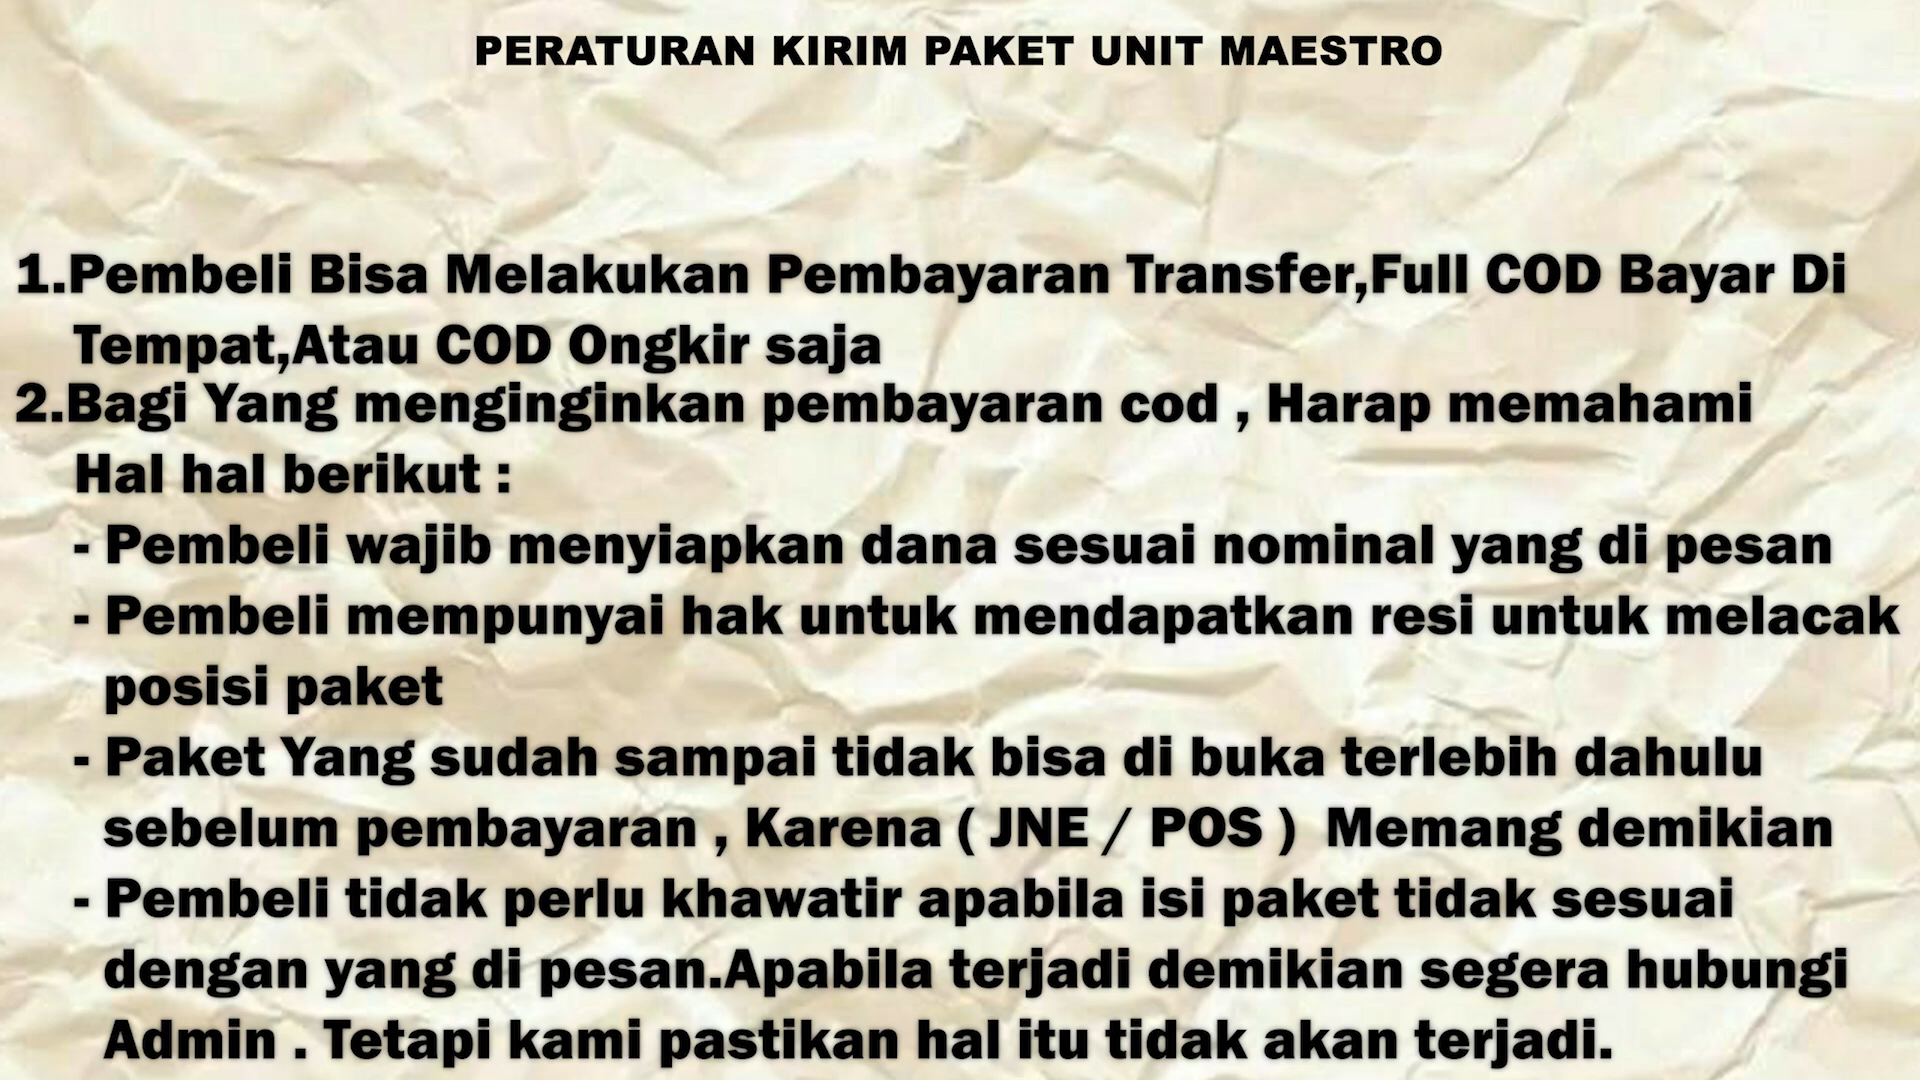 PERATURAN KIRIM PAKET UNIT MAESTRO
1.Pembeli Bisa Melakukan Pembayaran Transfer,Full COD Bayar Di
Tempat,Atau COD Ongkir saja
2.Bagi Yang menginginkan pembayaran cod , Harap memahami
Hal hal berikut :
- Pembeli wajib menyiapkan dana sesuai nominal yang di pesan
- Pembeli mempunyai hak untuk mendapatkan resi untuk melacak
posisi paket
- Paket Yang sudah sampai tidak bisa di buka terlebih dahulu
sebelum pembayaran , Karena ( JNE / POS ) Memang demikian
- Pembeli tidak perlu khawatir apabila isi paket tidak sesuai
dengan yang di pesan.Apabila terjadi demikian segera hubungi
Admin . Tetapi kami pastikan hal itu tidak akan terjadi.